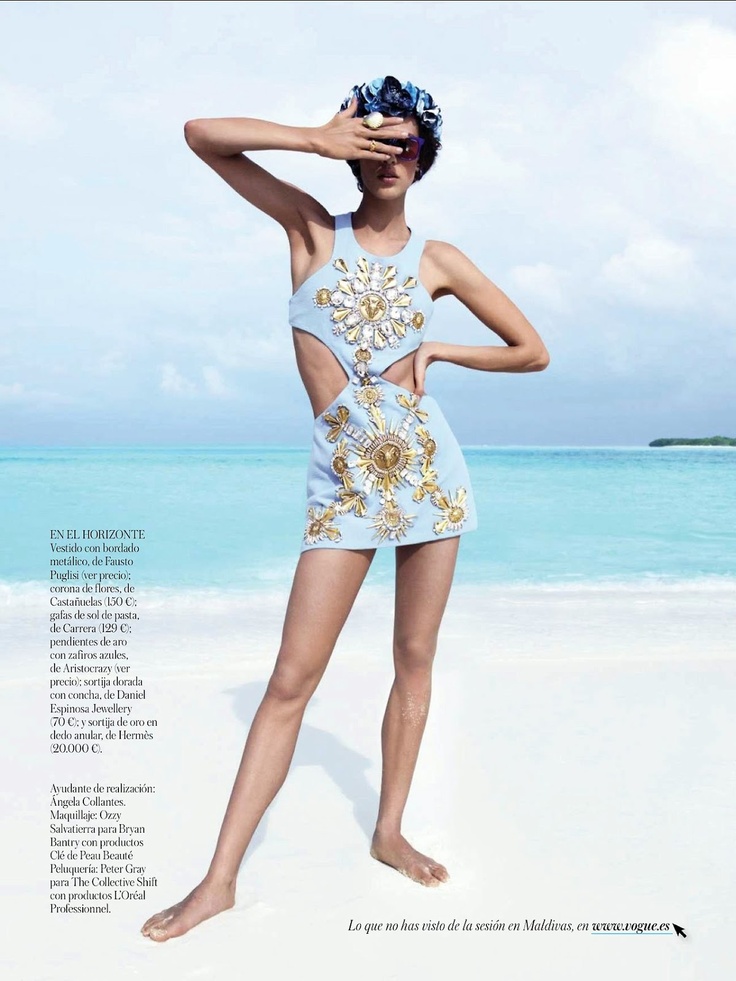 EN EL HORIZONTE
Vestido con bordado
metálico, de Fausto
Puglisi (ver precio);
corona de flores, de
Castañuelas (150 €);
gafas de sol de pasta,
de Carrera (129 €);
pendientes de aro
con zafiros azules,
de Aristocrazy (ver
precio); sortija dorada
con concha, de Daniel
Espinosa Jewellery
(70 €); y sortija de oro en
dedo anular, de Hermès
(20.000 €).
Ayudante de realización:
Ángela Collantes.
Maquillaje: Ozzy
Salvatierra para Bryan
Bantry con productos
Clé de Peau Beauté
Peluquería: Peter Gray
para The Collective Shift
con productos L'Oréal
Professionnel.
Lo que no has visto de la sesión en Maldivas, en www.vogue.es